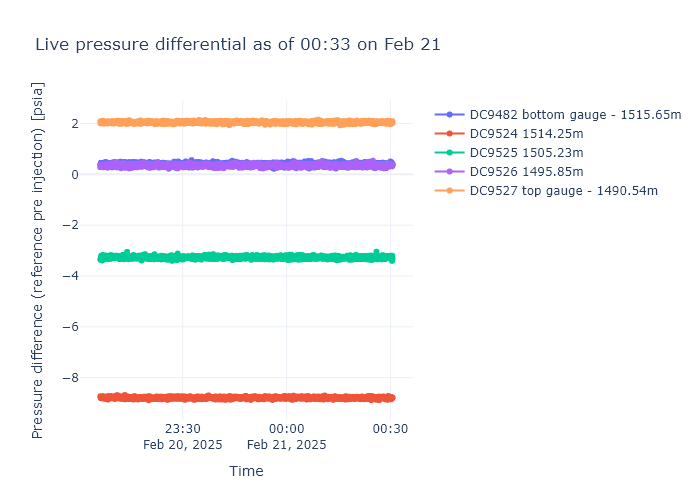 Live pressure differential as of 00:33 on Feb 21
Pressure difference (reference pre injection) [psia]
2
0
−2
−4
−6
−8
23:30
Feb 20, 2025
00:00
Feb 21, 2025
00:30
Time
DC9482 bottom gauge - 1515.65m
DC9524 1514.25m
DC9525 1505.23m
DC9526 1495.85m
DC9527 top gauge - 1490.54m